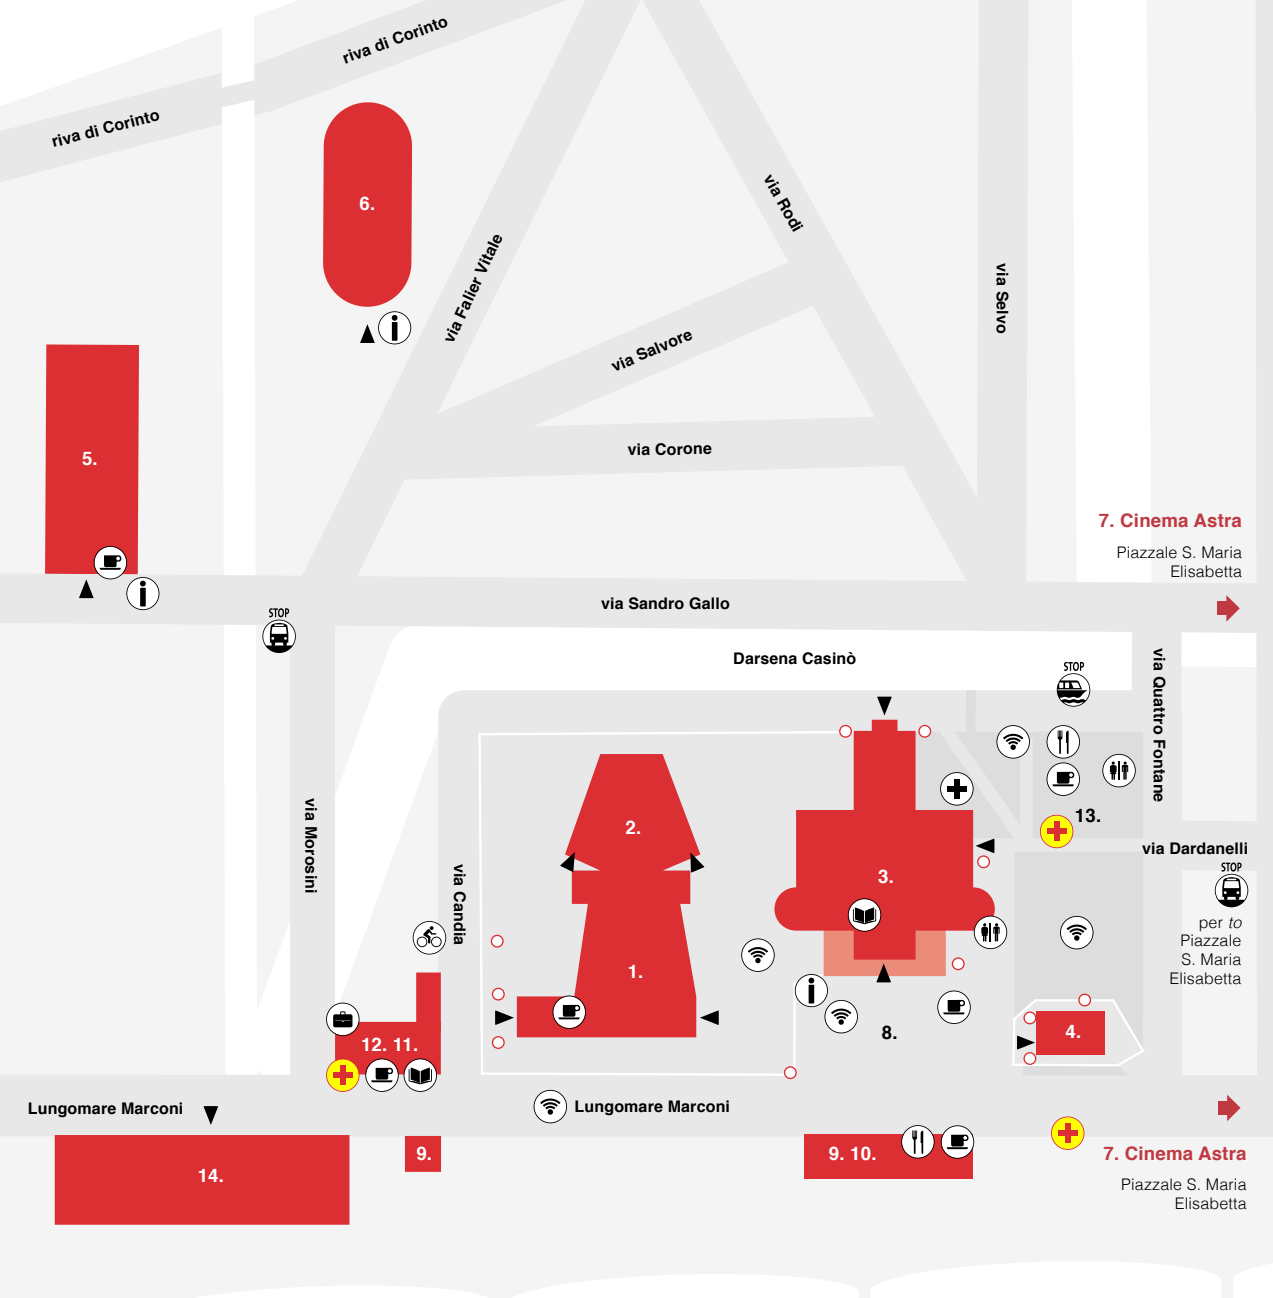 riva di Corinto
riva di Corinto
6.
via Rodi
via Falier Vitale
via Selvo
via Salvore
5.
via Corone
7. Cinema Astra
Piazzale S. Maria
Elisabetta
via Sandro Gallo
STOP
Darsena Casinò
STOP
via Quattro Fontane
2.
13.
via Dardanelli
via Morosini
via Candia
3.
STOP
per to
Piazzale
S. Maria
Elisabetta
1.
8.
4.
12. 11.
Lungomare Marconi
Lungomare Marconi
9.
9. 10.
7. Cinema Astra
14.
Piazzale S. Maria
Elisabetta